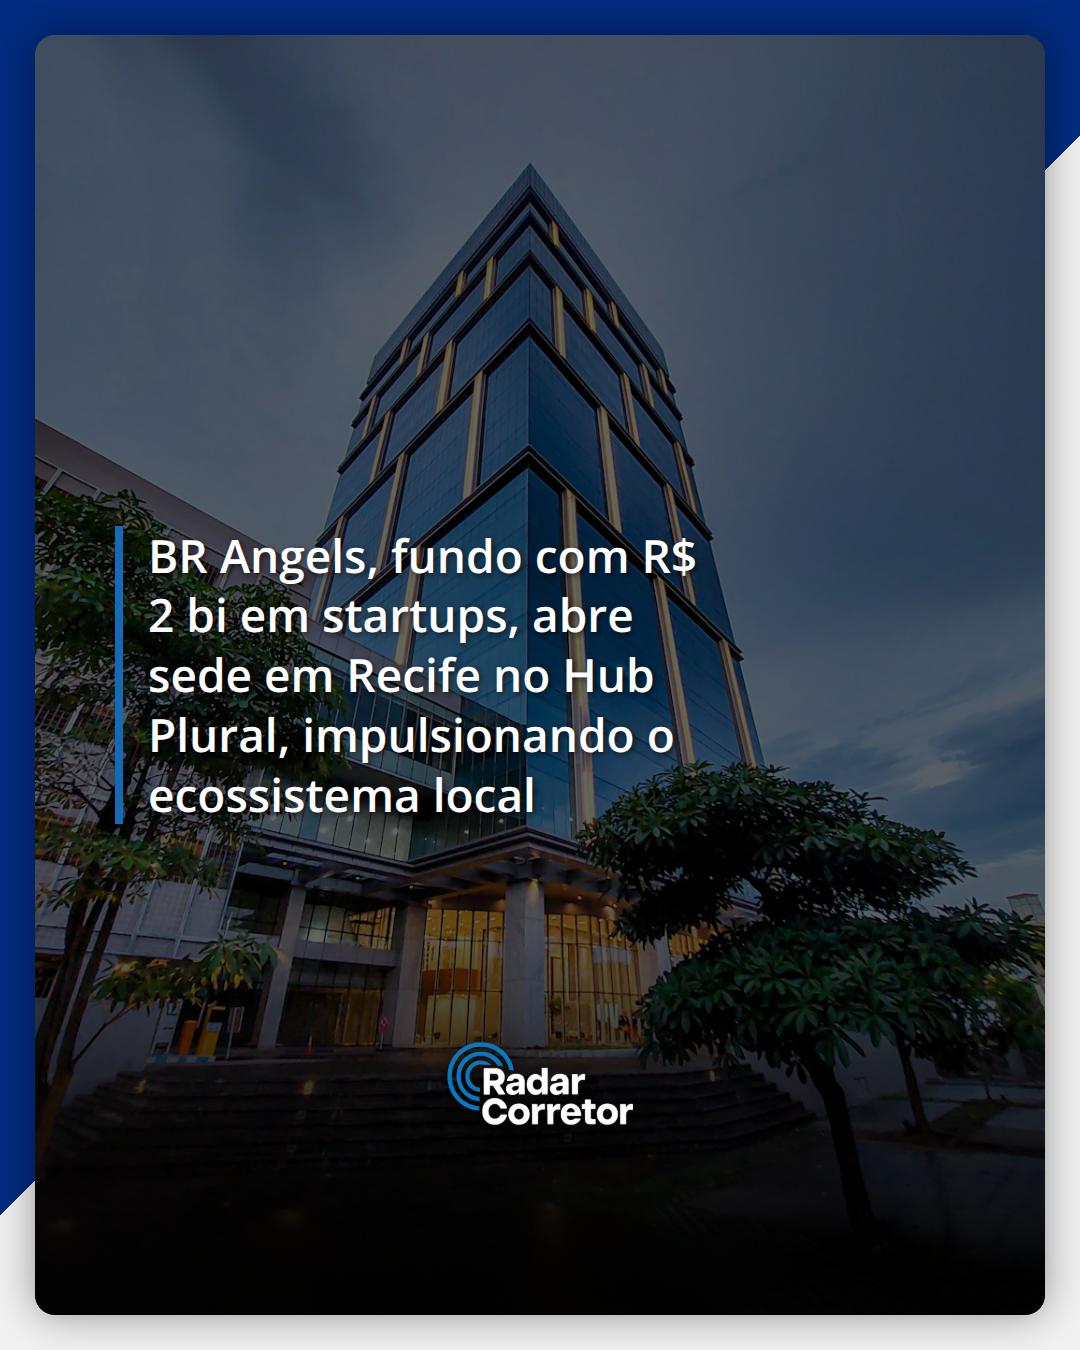 BR Angels, fundo com R$
2 bi em startups, abre
sede em Recife no Hub
Plural, impulsionando o
ecossistema local
Radar
Corretor